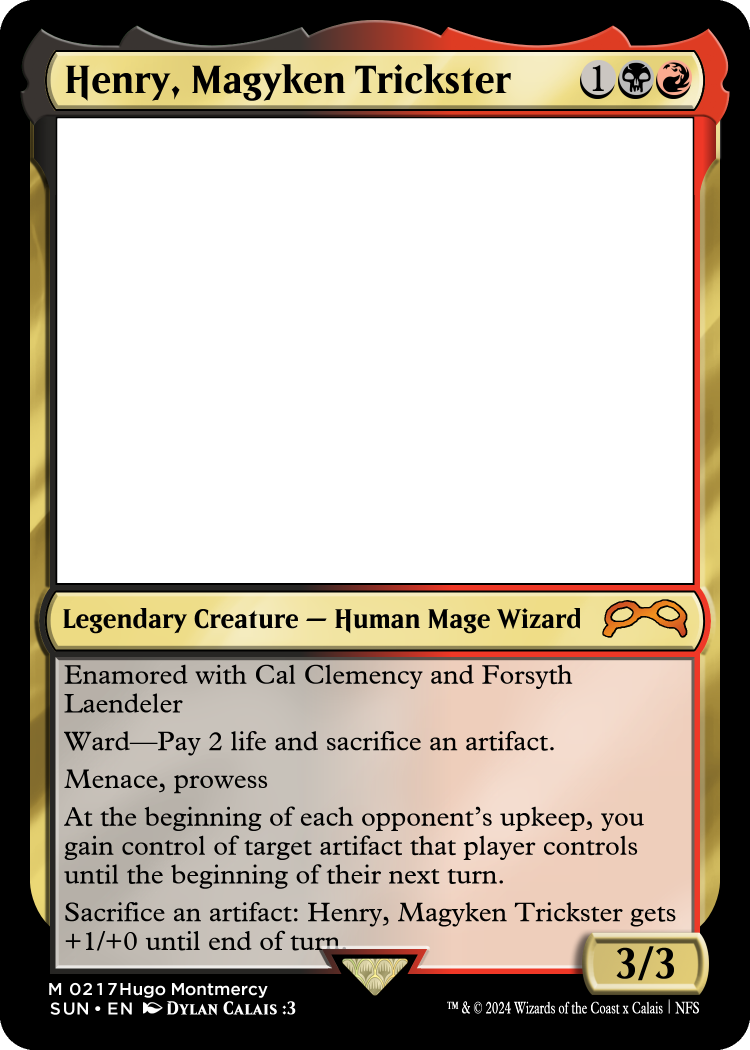 Henry, Magyken Trickster 1
Legendary Creature — Human Mage Wizard
Enamored with Cal Clemency and Forsyth
Laendeler
Ward—Pay 2 life and sacrifice an artifact.
Menace, prowess
At the beginning of each opponent's upkeep, you
gain control of target artifact that player controls
until the beginning of their next turn.
Sacrifice an artifact: Henry, Magyken Trickster gets
+1/+0 until end of turn.
3/3
M 0217Hugo Montmercy
SUN • EN Dylan Calais :3
™ & © 2024 Wizards of the Coast x Calais | NFS